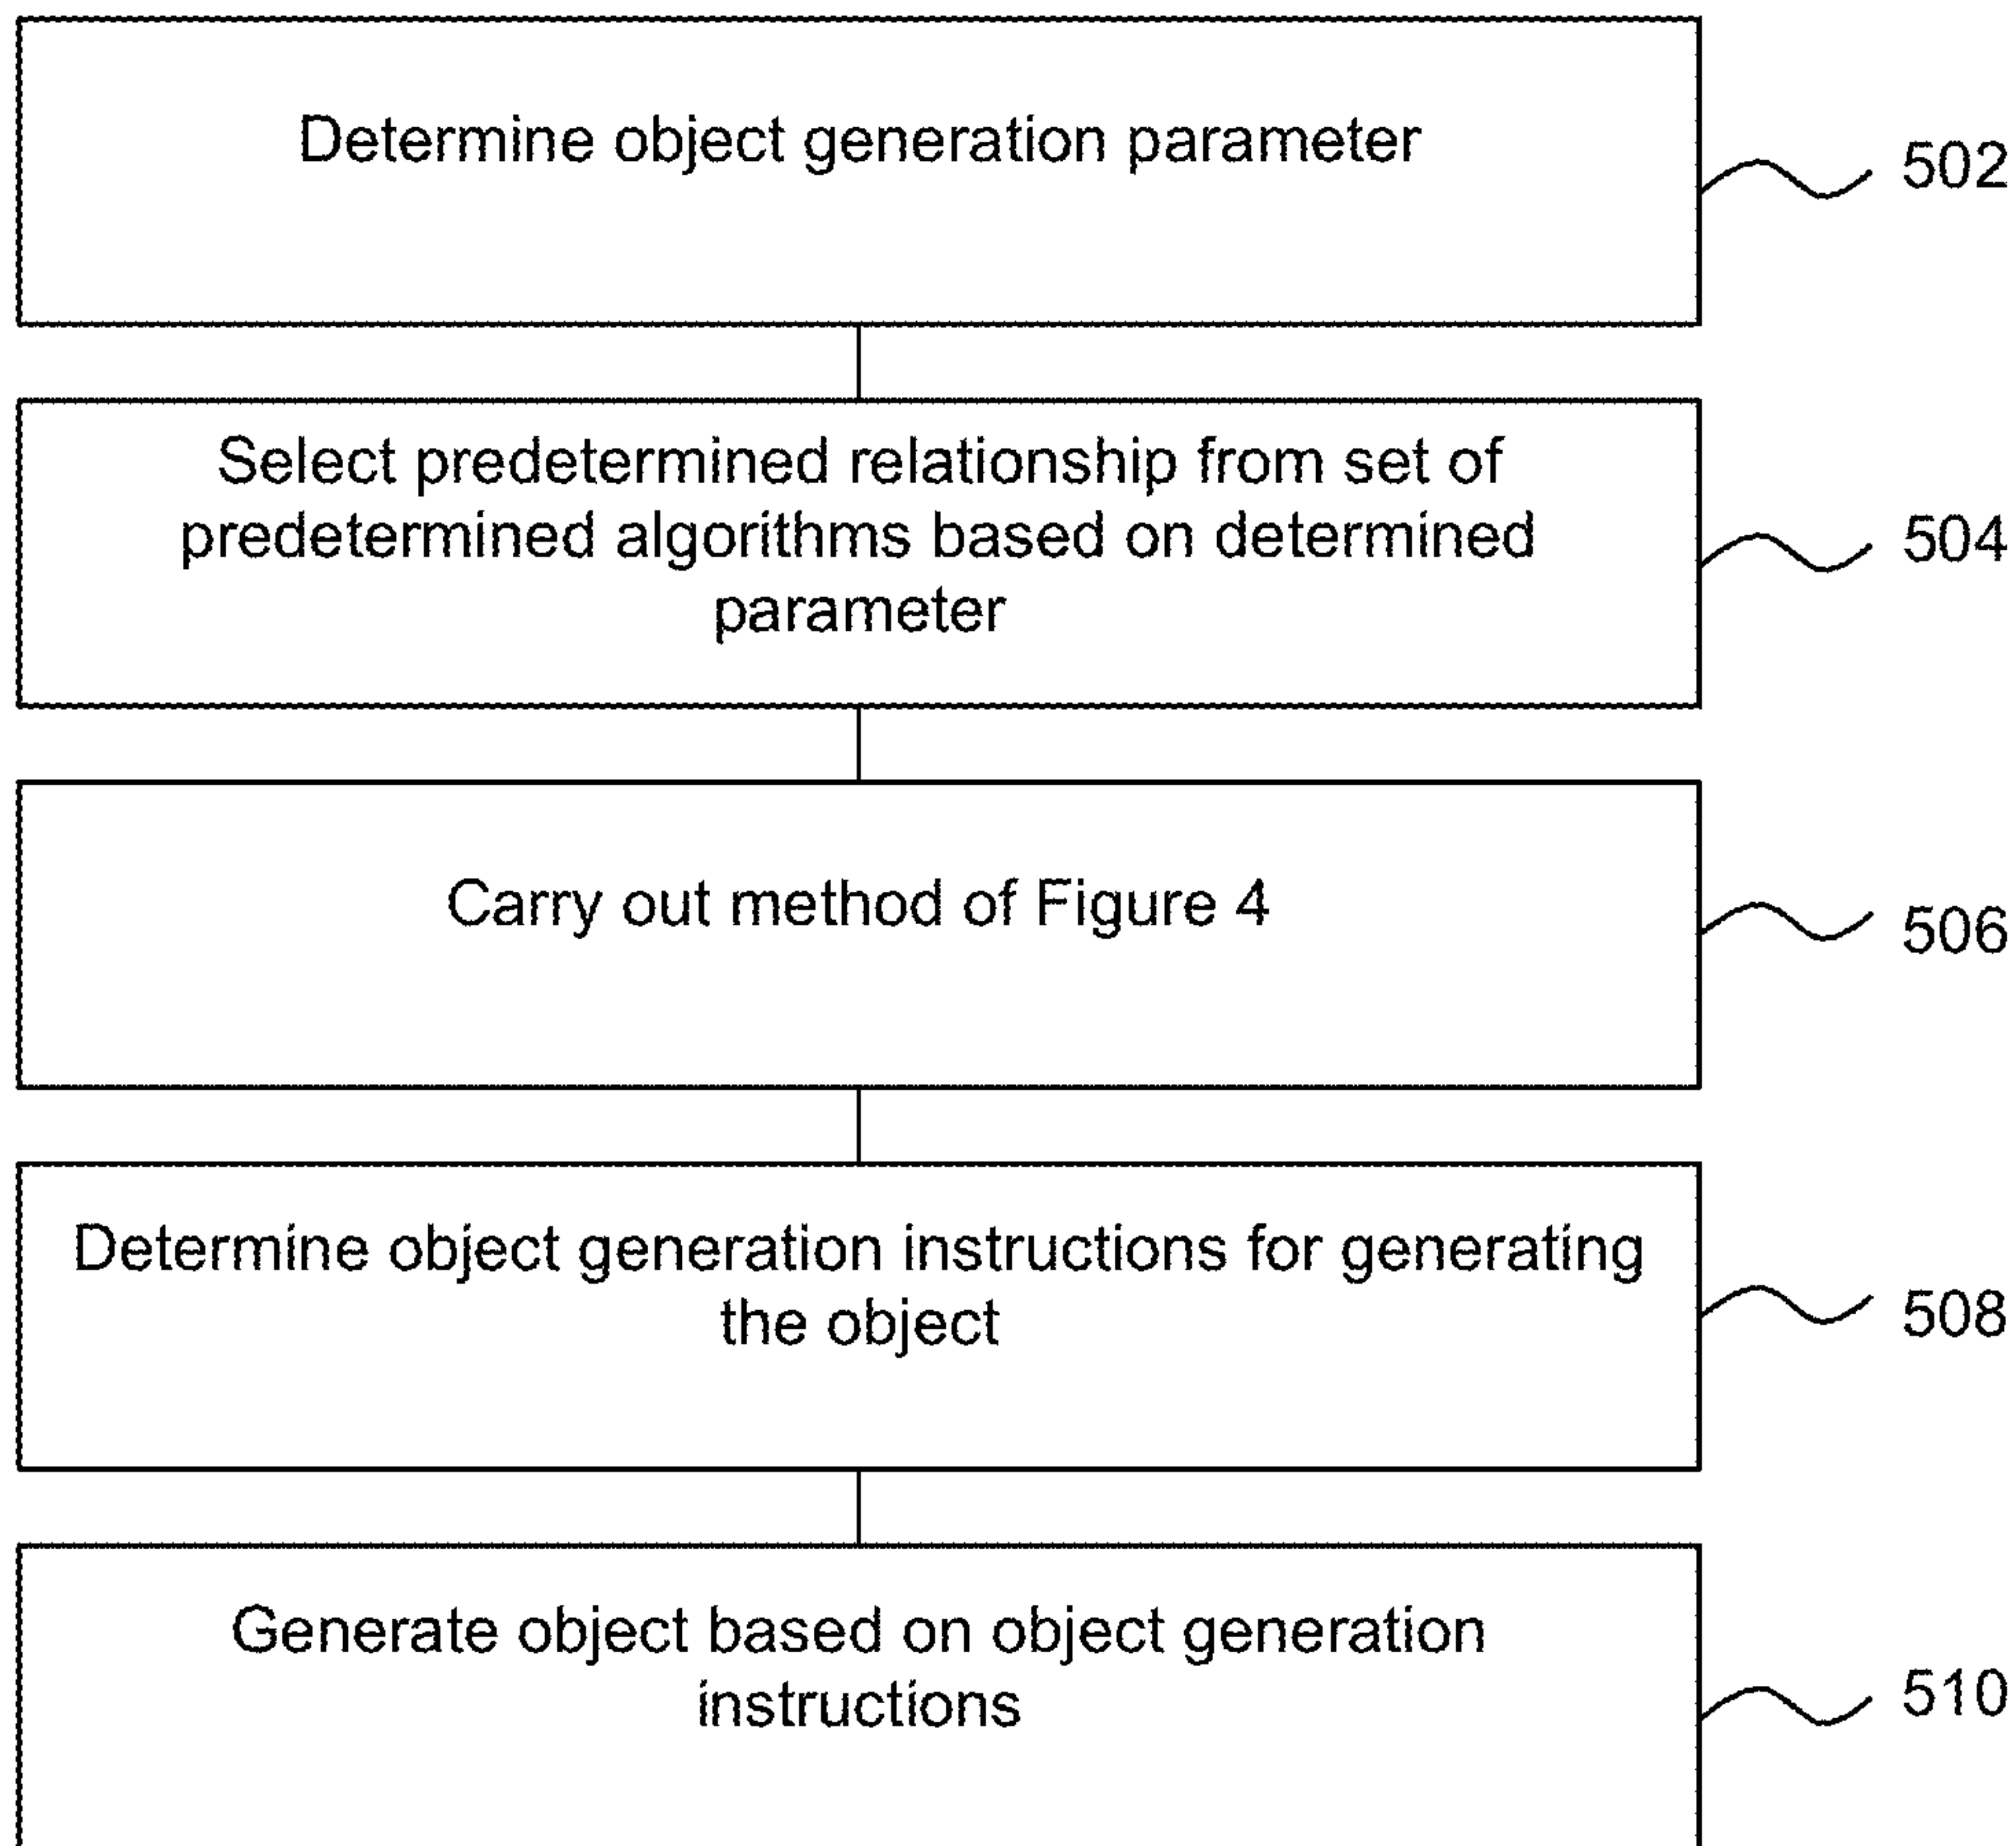 Determine object generation parameter
502
Select predetermined relationship from set of
predetermined algorithms based on determined
parameter
504
Carry out method of Figure 4
506
Determine object generation instructions for generating
the object
508
Generate object based on object generation
instructions
510